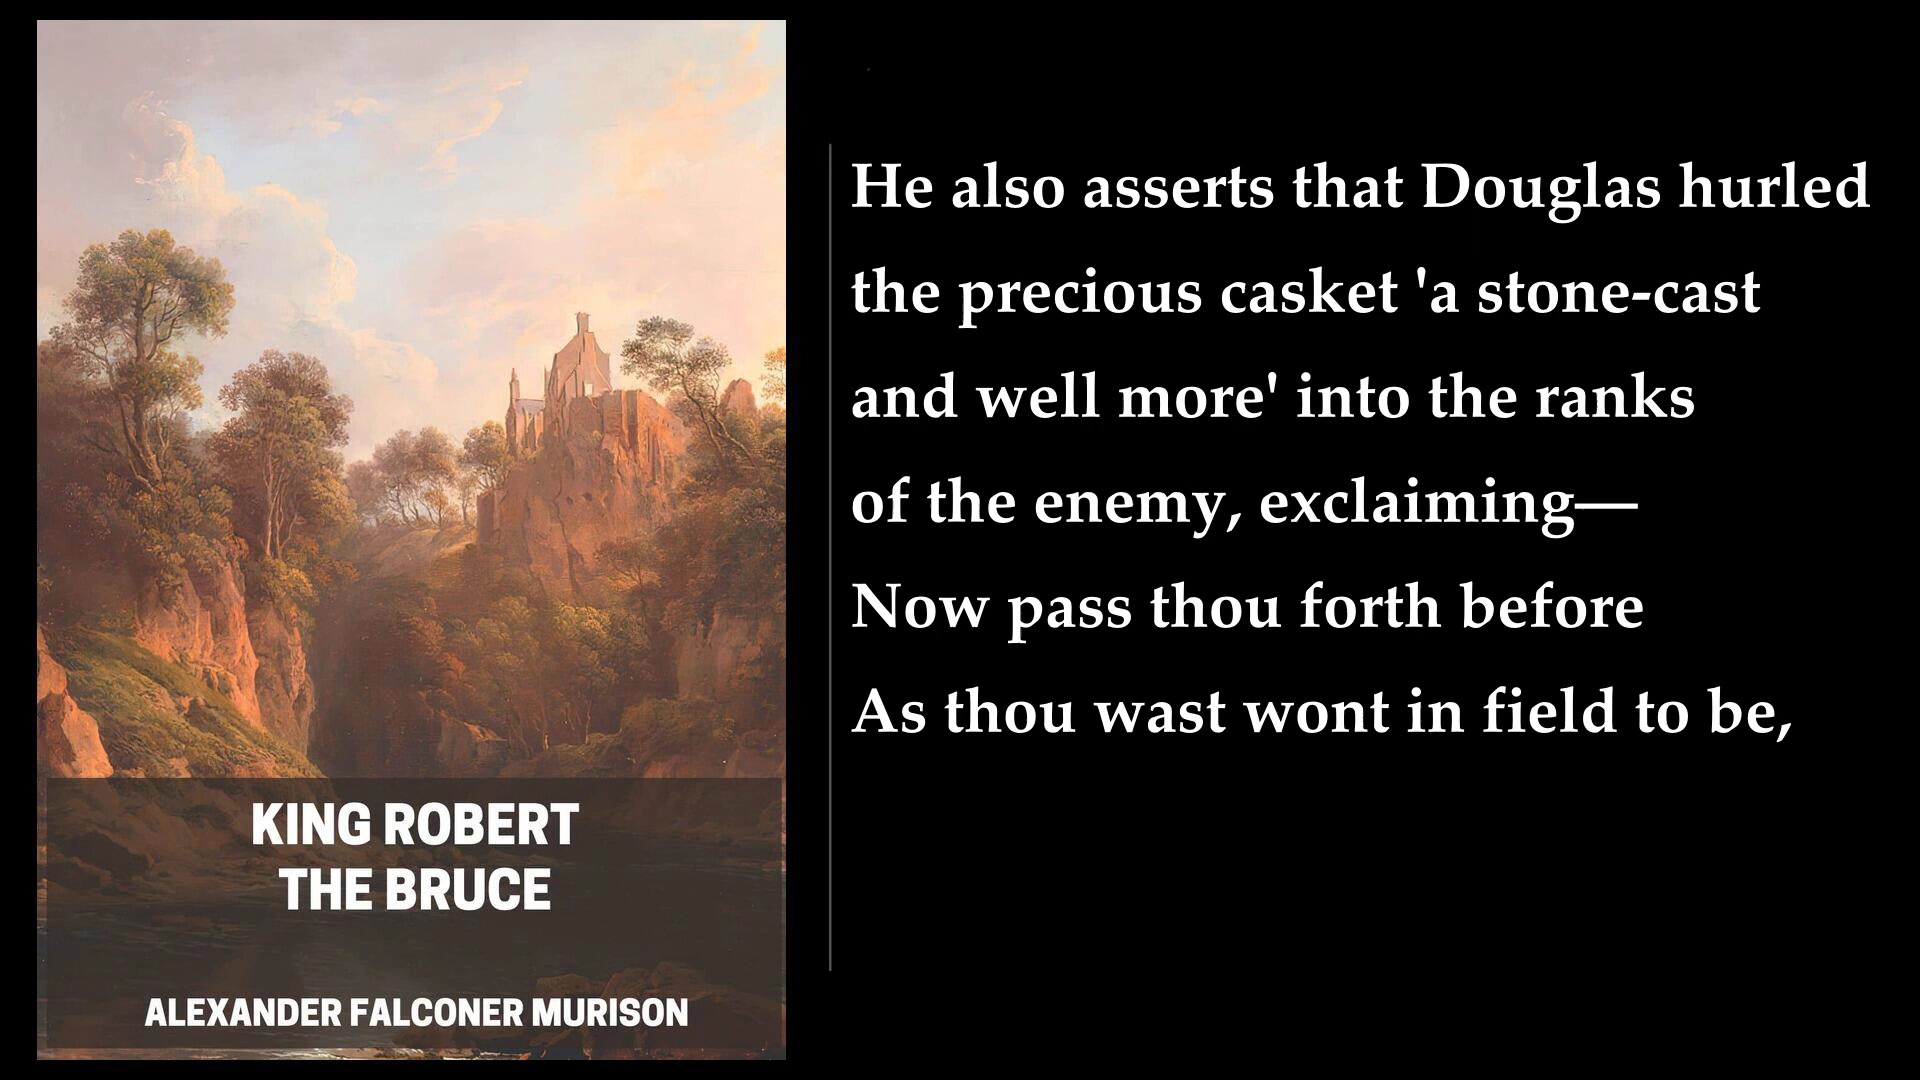 KING ROBERT
THE BRUCE
ALEXANDER FALCONER MURISON
He also asserts that Douglas hurled
the precious casket 'a stone-cast
and well more' into the ranks
of the enemy, exclaiming—
Now pass thou forth before
As thou wast wont in field to be,